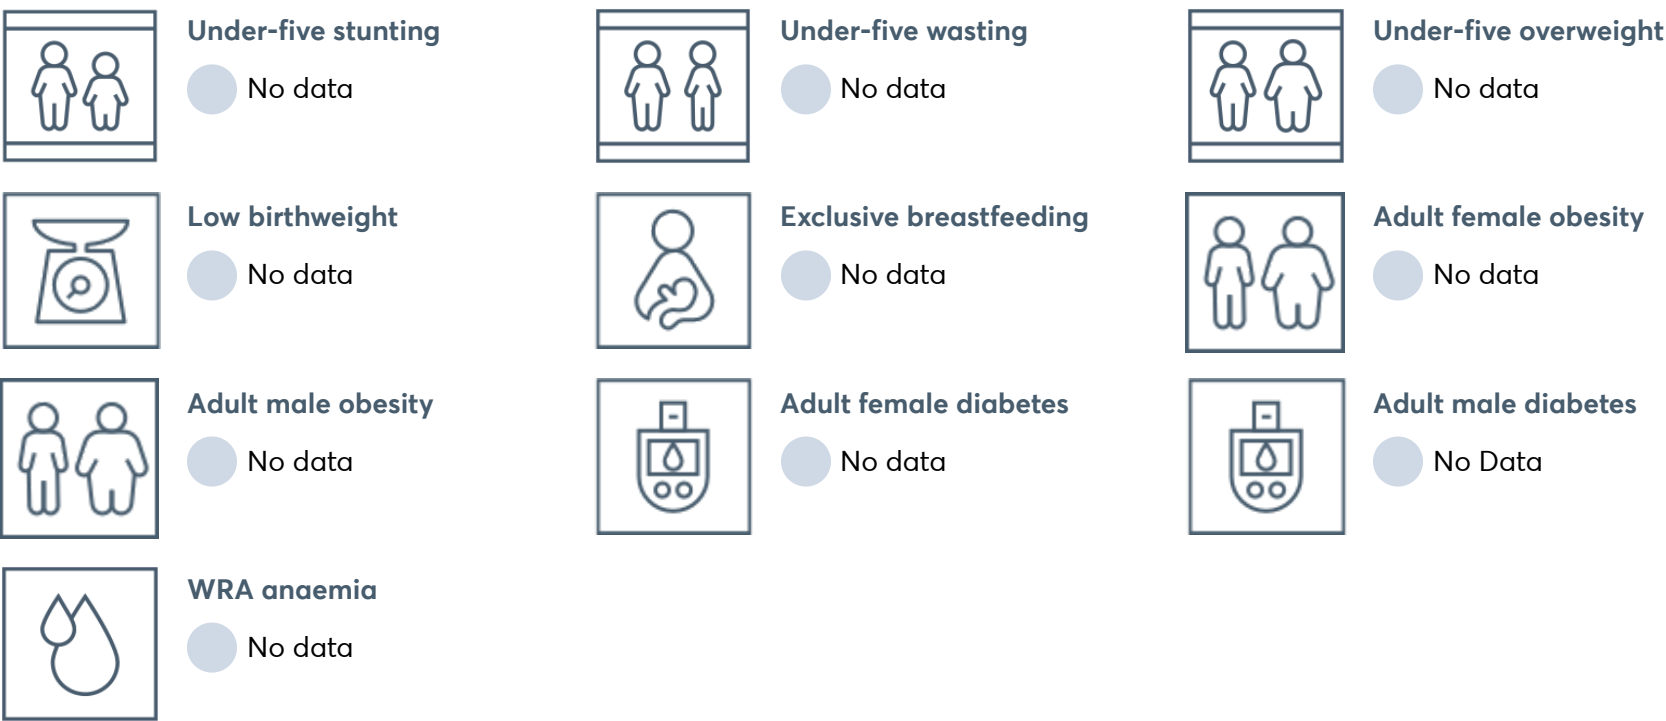 Under-five stunting
No data
Under-five wasting
No data
Under-five overweight
No data
Low birthweight
No data
Exclusive breastfeeding
No data
Adult female obesity
No data
Adult male obesity
No data
Adult female diabetes
No data
Adult male diabetes
No Data
WRA anaemia
No data